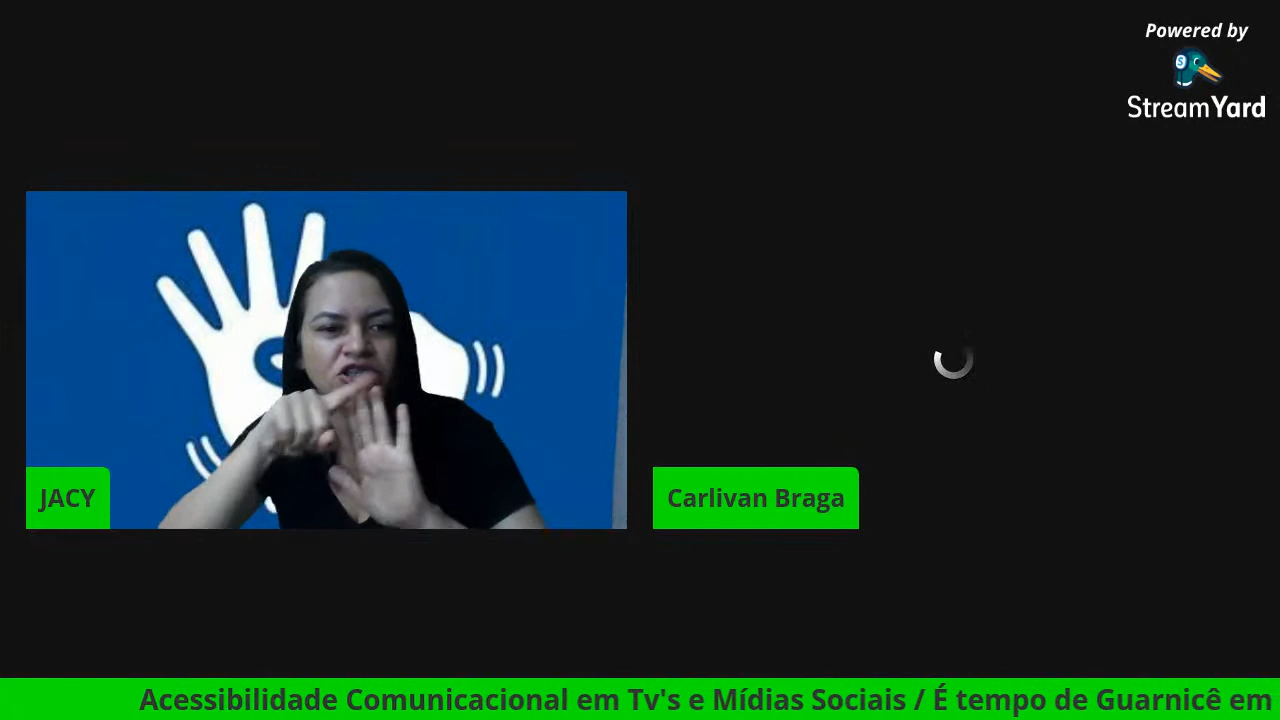 Powered by
StreamYard
JACY
Carlivan Braga
Acessibilidade Comunicacional em Tv's e Mídias Sociais / É tempo de Guarnicê em